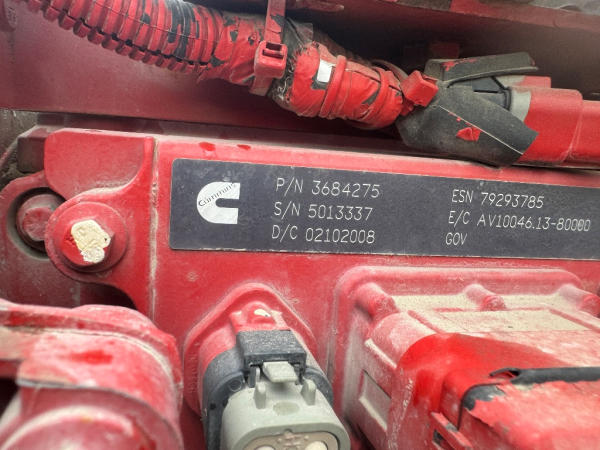 Cummins
P/N 3684275
S/N 5013337
D/C 02102008
ESN 79293785
E/C AV10046.13-80000
GOV